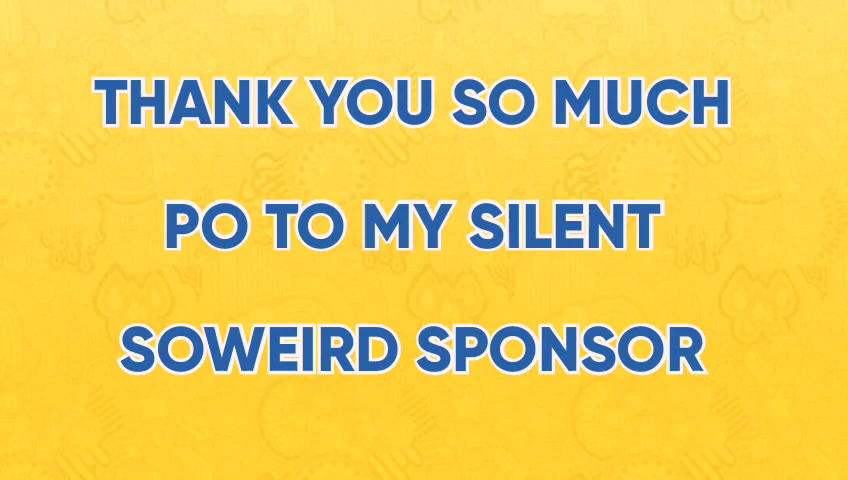 THANK YOU SO MUCH
PO TO MY SILENT
SOWEIRD SPONSOR